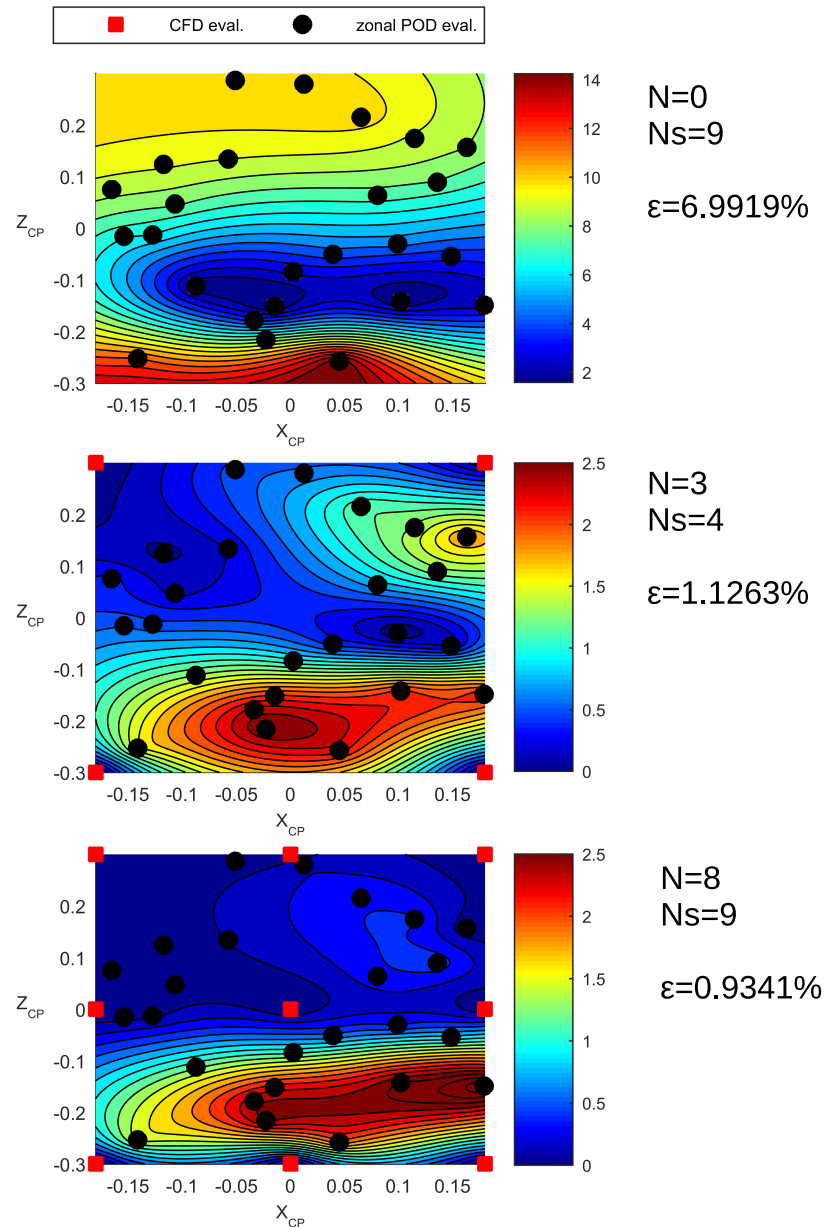 CFD eval. zonal POD eval.
0.2
0.1
0
-0.1
-0.2
-0.3
Z_CP
-0.15 -0.1 -0.05 0 0.05 0.1 0.15
X_CP
14
12
10
8
6
4
2
N=0
Ns=9
ε=6.9919%
0.2
0.1
0
-0.1
-0.2
-0.3
Z_CP
-0.15 -0.1 -0.05 0 0.05 0.1 0.15
X_CP
2.5
2
1.5
1
0.5
0
N=3
Ns=4
ε=1.1263%
0.2
0.1
0
-0.1
-0.2
-0.3
Z_CP
-0.15 -0.1 -0.05 0 0.05 0.1 0.15
X_CP
2.5
2
1.5
1
0.5
0
N=8
Ns=9
ε=0.9341%